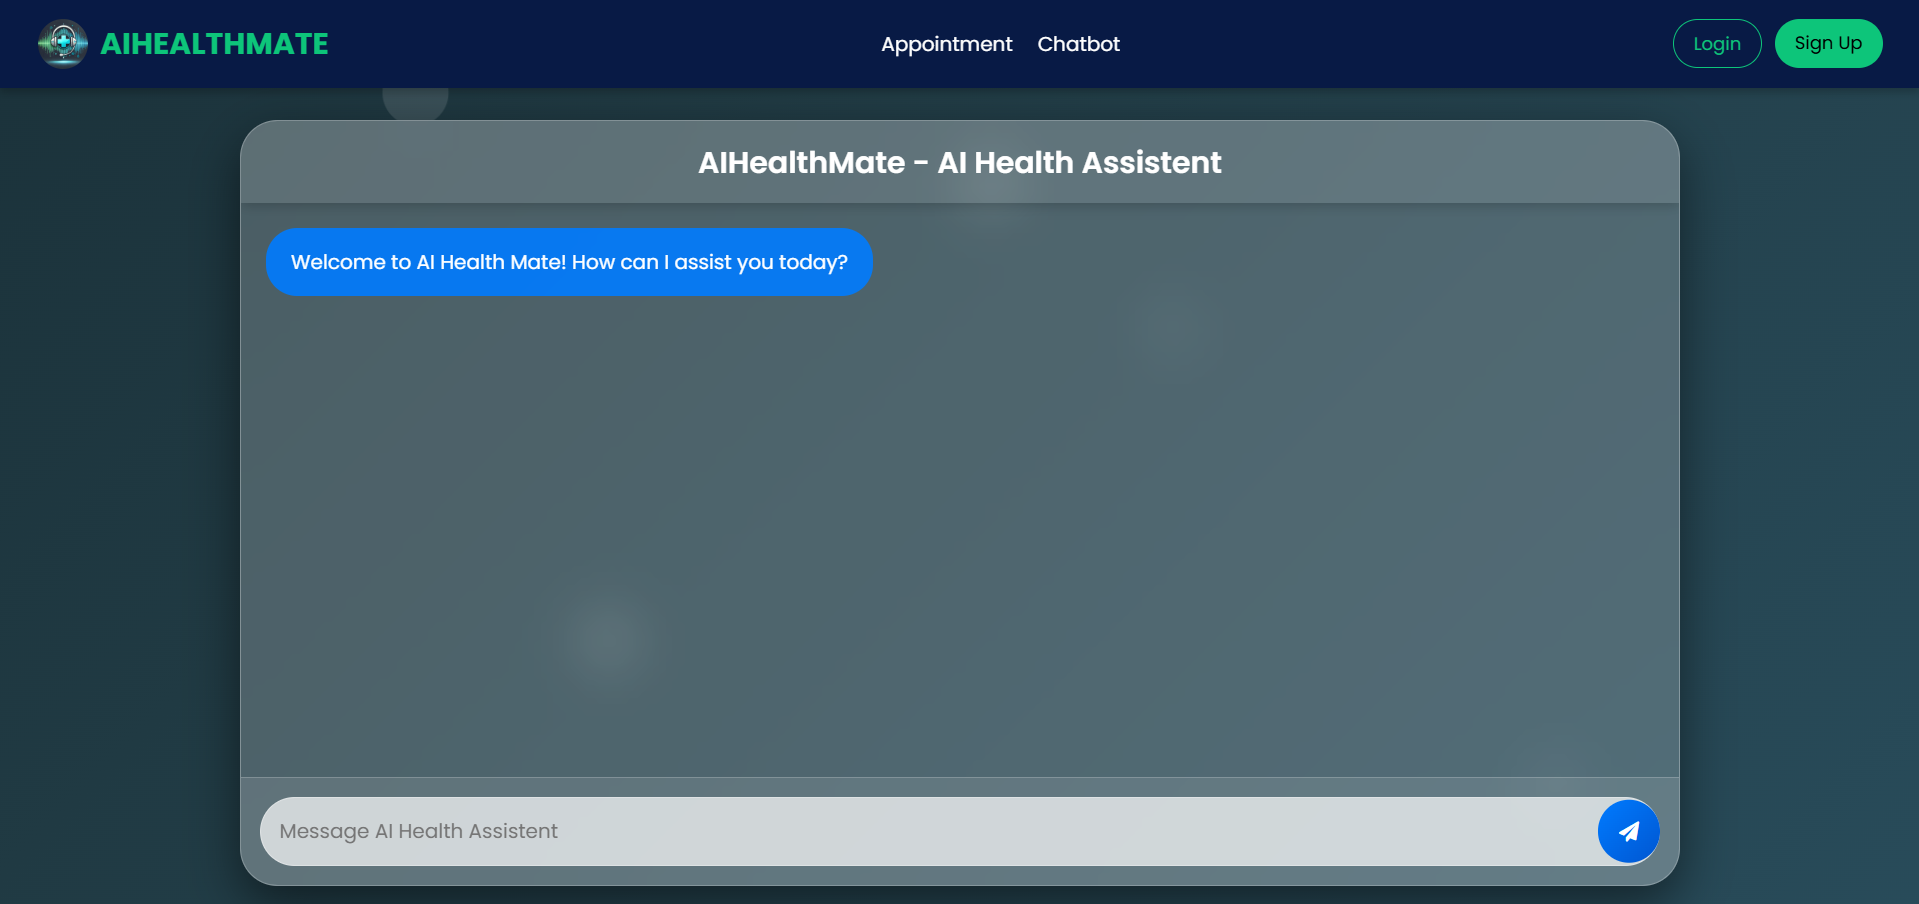 AIHEALTHMATE
Appointment
Chatbot
Login
Sign Up
AIHealthMate - AI Health Assistent
Welcome to AI Health Mate! How can I assist you today?
Message AI Health Assistent